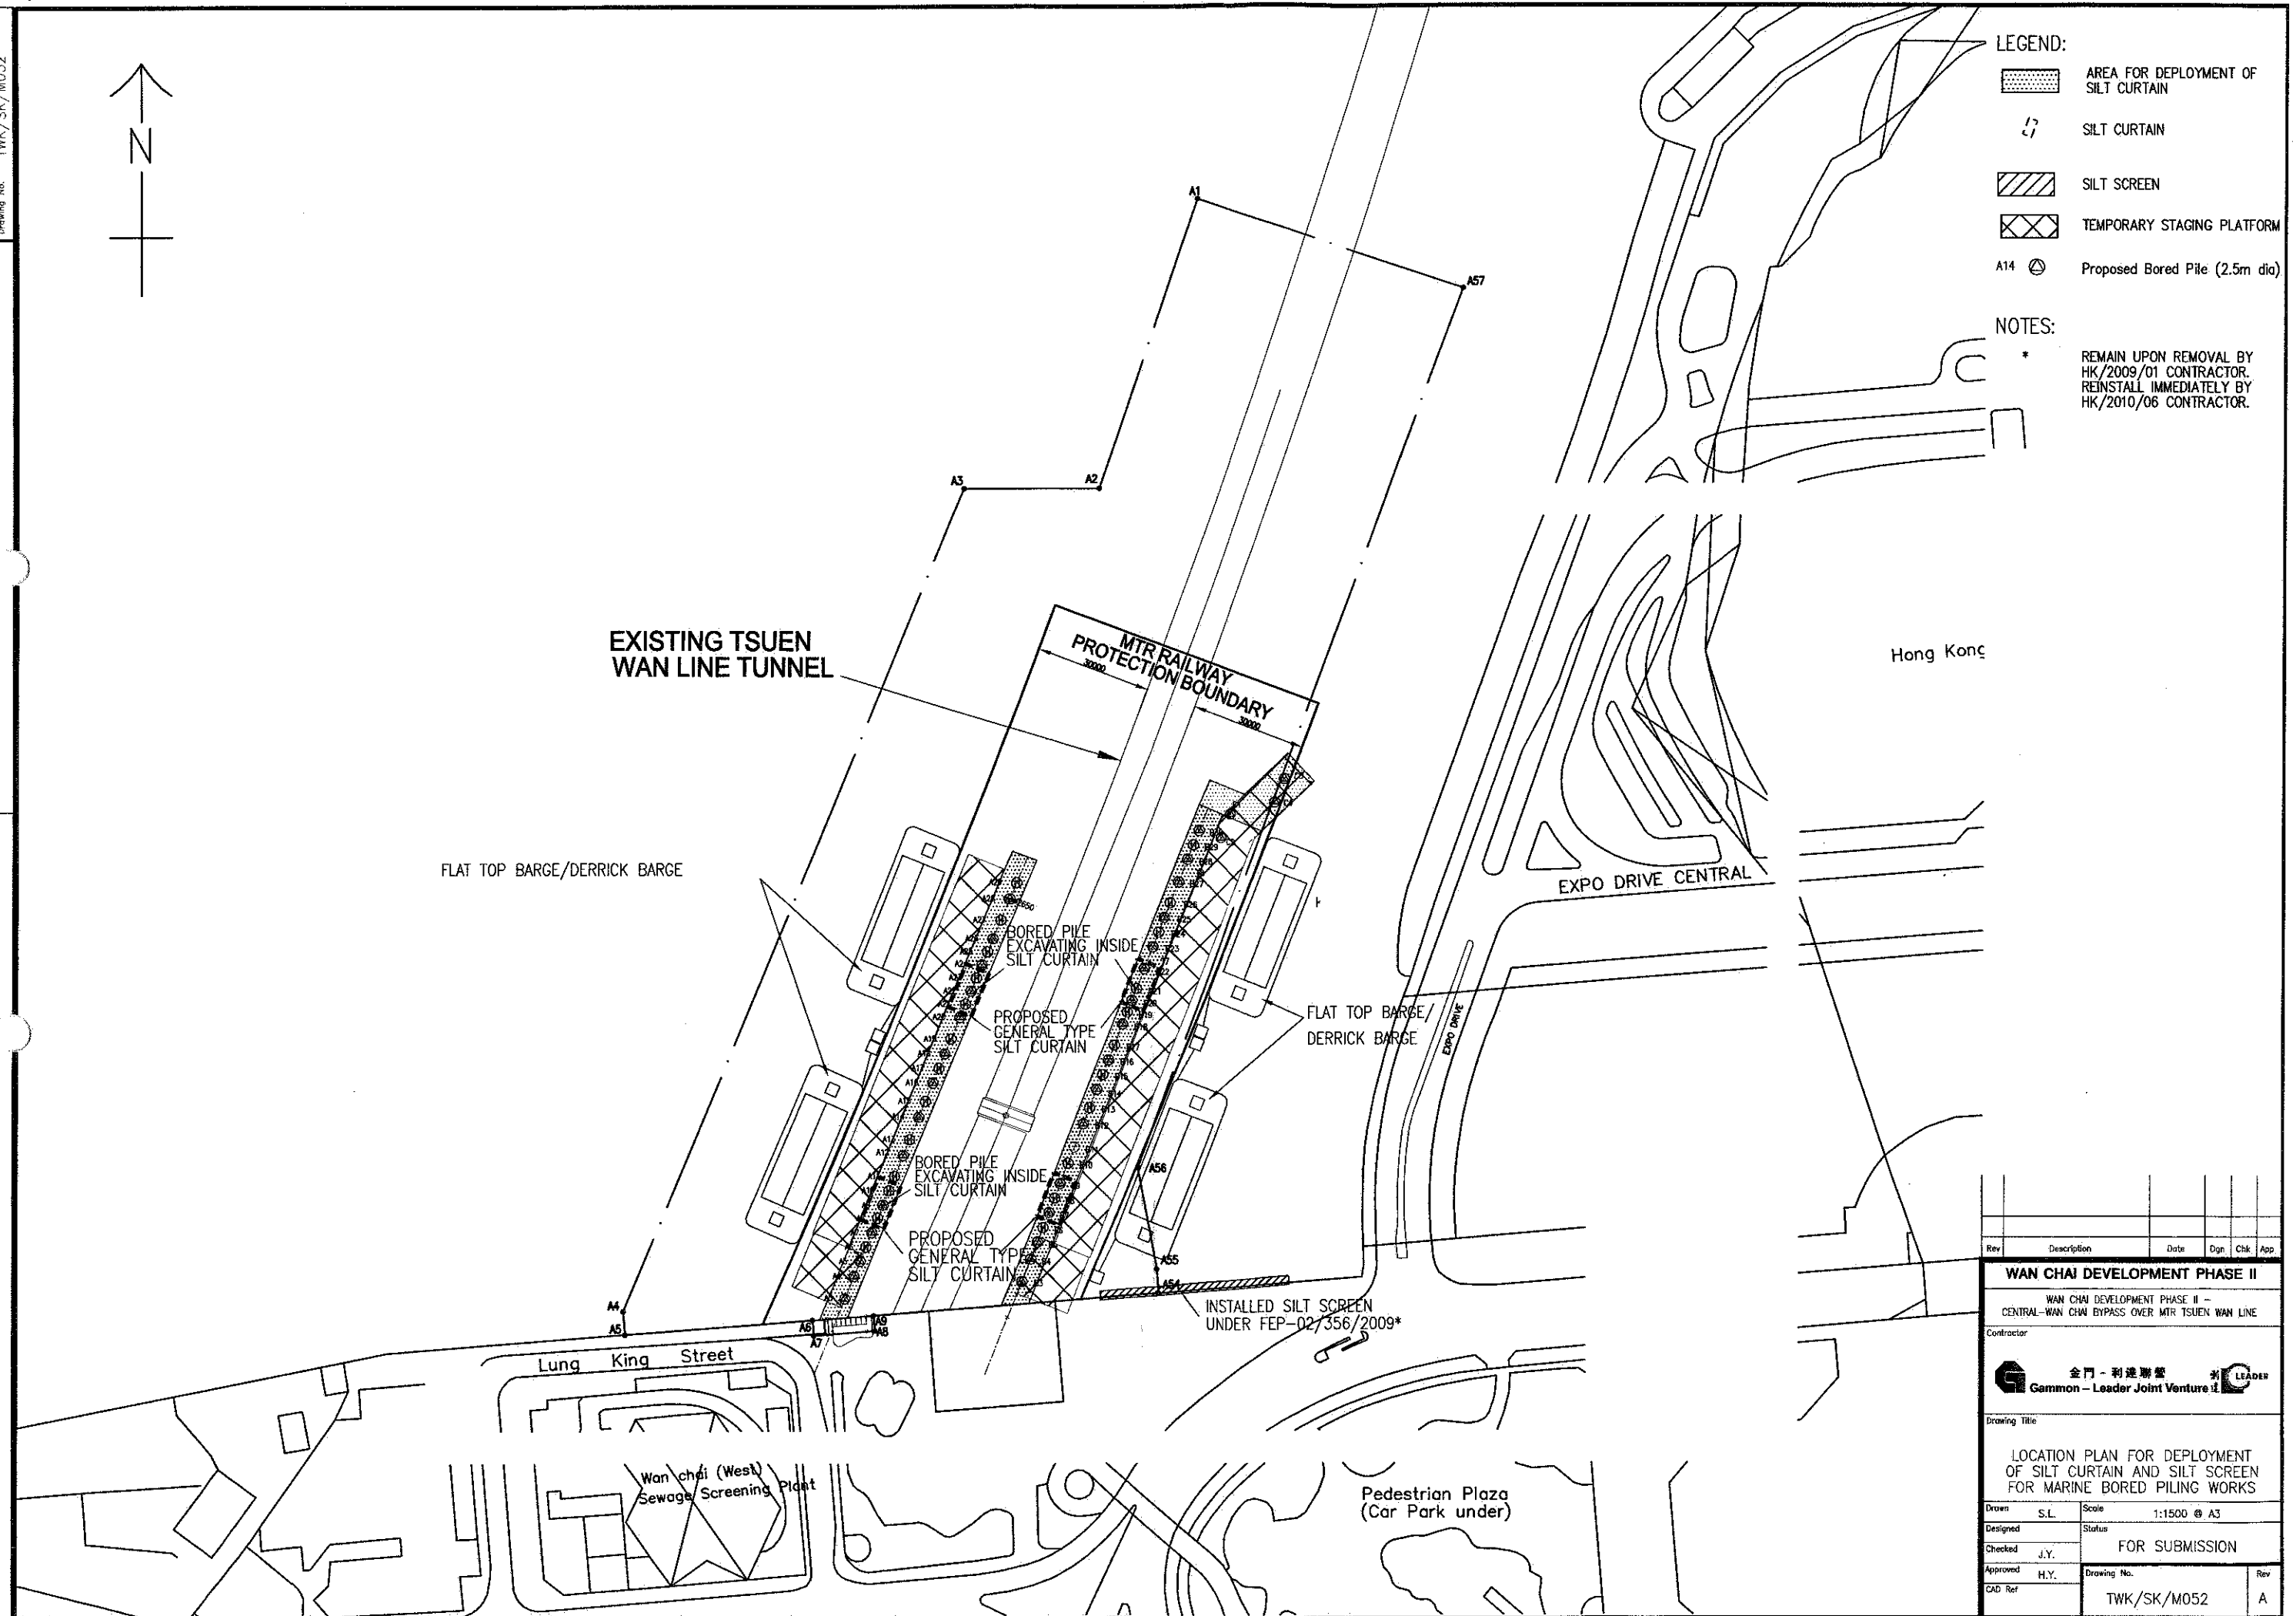 Drawing No. TWK/SK/M052
N
LEGEND:
AREA FOR DEPLOYMENT OF
SILT CURTAIN
SILT CURTAIN
SILT SCREEN
TEMPORARY STAGING PLATFORM
A14 Proposed Bored Pile (2.5m dia)
NOTES:
* REMAIN UPON REMOVAL BY
HK/2009/01 CONTRACTOR.
REINSTALL IMMEDIATELY BY
HK/2010/06 CONTRACTOR.
A1
A57
A3
A2
EXISTING TSUEN
WAN LINE TUNNEL
MTR RAILWAY
PROTECTION BOUNDARY
30000
30000
Hong Kong
FLAT TOP BARGE/DERRICK BARGE
EXPO DRIVE CENTRAL
BORED PILE
EXCAVATING INSIDE
SILT CURTAIN
PROPOSED
GENERAL TYPE
SILT CURTAIN
FLAT TOP BARGE/
DERRICK BARGE
EXPO DRIVE
BORED PILE
EXCAVATING INSIDE
SILT CURTAIN
PROPOSED
GENERAL TYPE
SILT CURTAIN
A56
A55
A54
INSTALLED SILT SCREEN
UNDER FEP-02/356/2009*
A4
A5
A6
A7
A9
A8
Lung King Street
Wan chai (West)
Sewage Screening Plant
Pedestrian Plaza
(Car Park under)
Rev Description Date Dgn Chk App
WAN CHAI DEVELOPMENT PHASE II
WAN CHAI DEVELOPMENT PHASE II -
CENTRAL-WAN CHAI BYPASS OVER MTR TSUEN WAN LINE
Contractor
金門 - 利達聯營
Gammon – Leader Joint Venture
利達
LEADER
Drawing Title
LOCATION PLAN FOR DEPLOYMENT
OF SILT CURTAIN AND SILT SCREEN
FOR MARINE BORED PILING WORKS
Drawn S.L.
Scale 1:1500 @ A3
Designed
Status FOR SUBMISSION
Checked J.Y.
Approved H.Y.
CAD Ref
Drawing No. TWK/SK/M052
Rev A